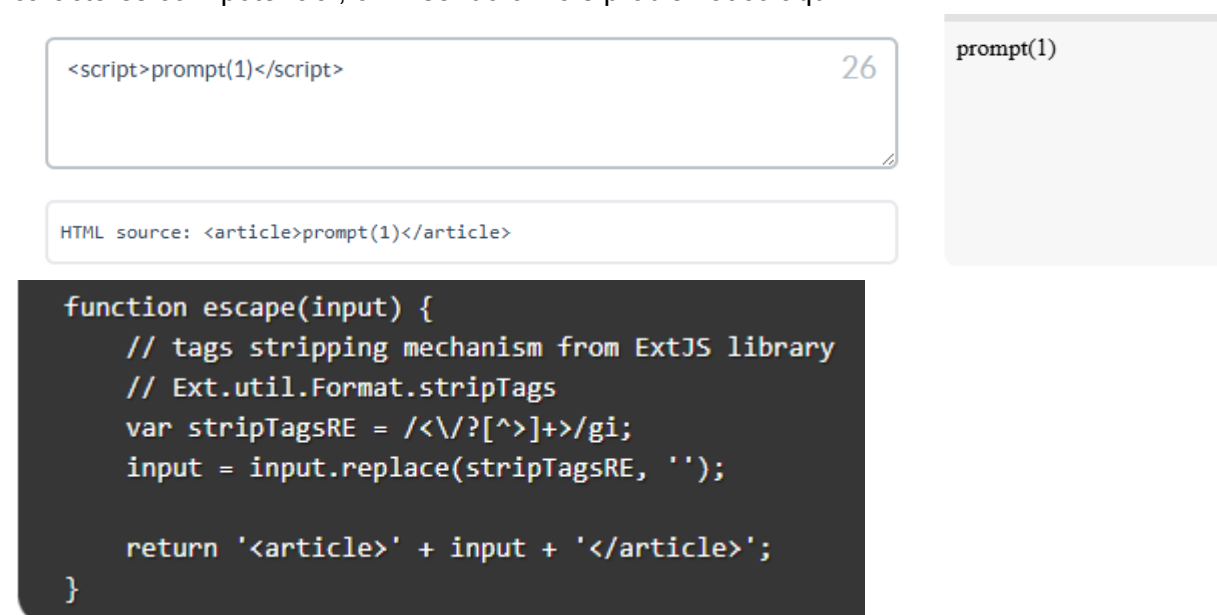 <script>prompt(1)</script>
26
prompt(1)
HTML source: <article>prompt(1)</article>
function escape(input) {
    // tags stripping mechanism from ExtJS library
    // Ext.util.Format.stripTags
    var stripTagsRE = /<\/?[^>]+>/gi;
    input = input.replace(stripTagsRE, '');
    return '<article>' + input + '</article>';
}